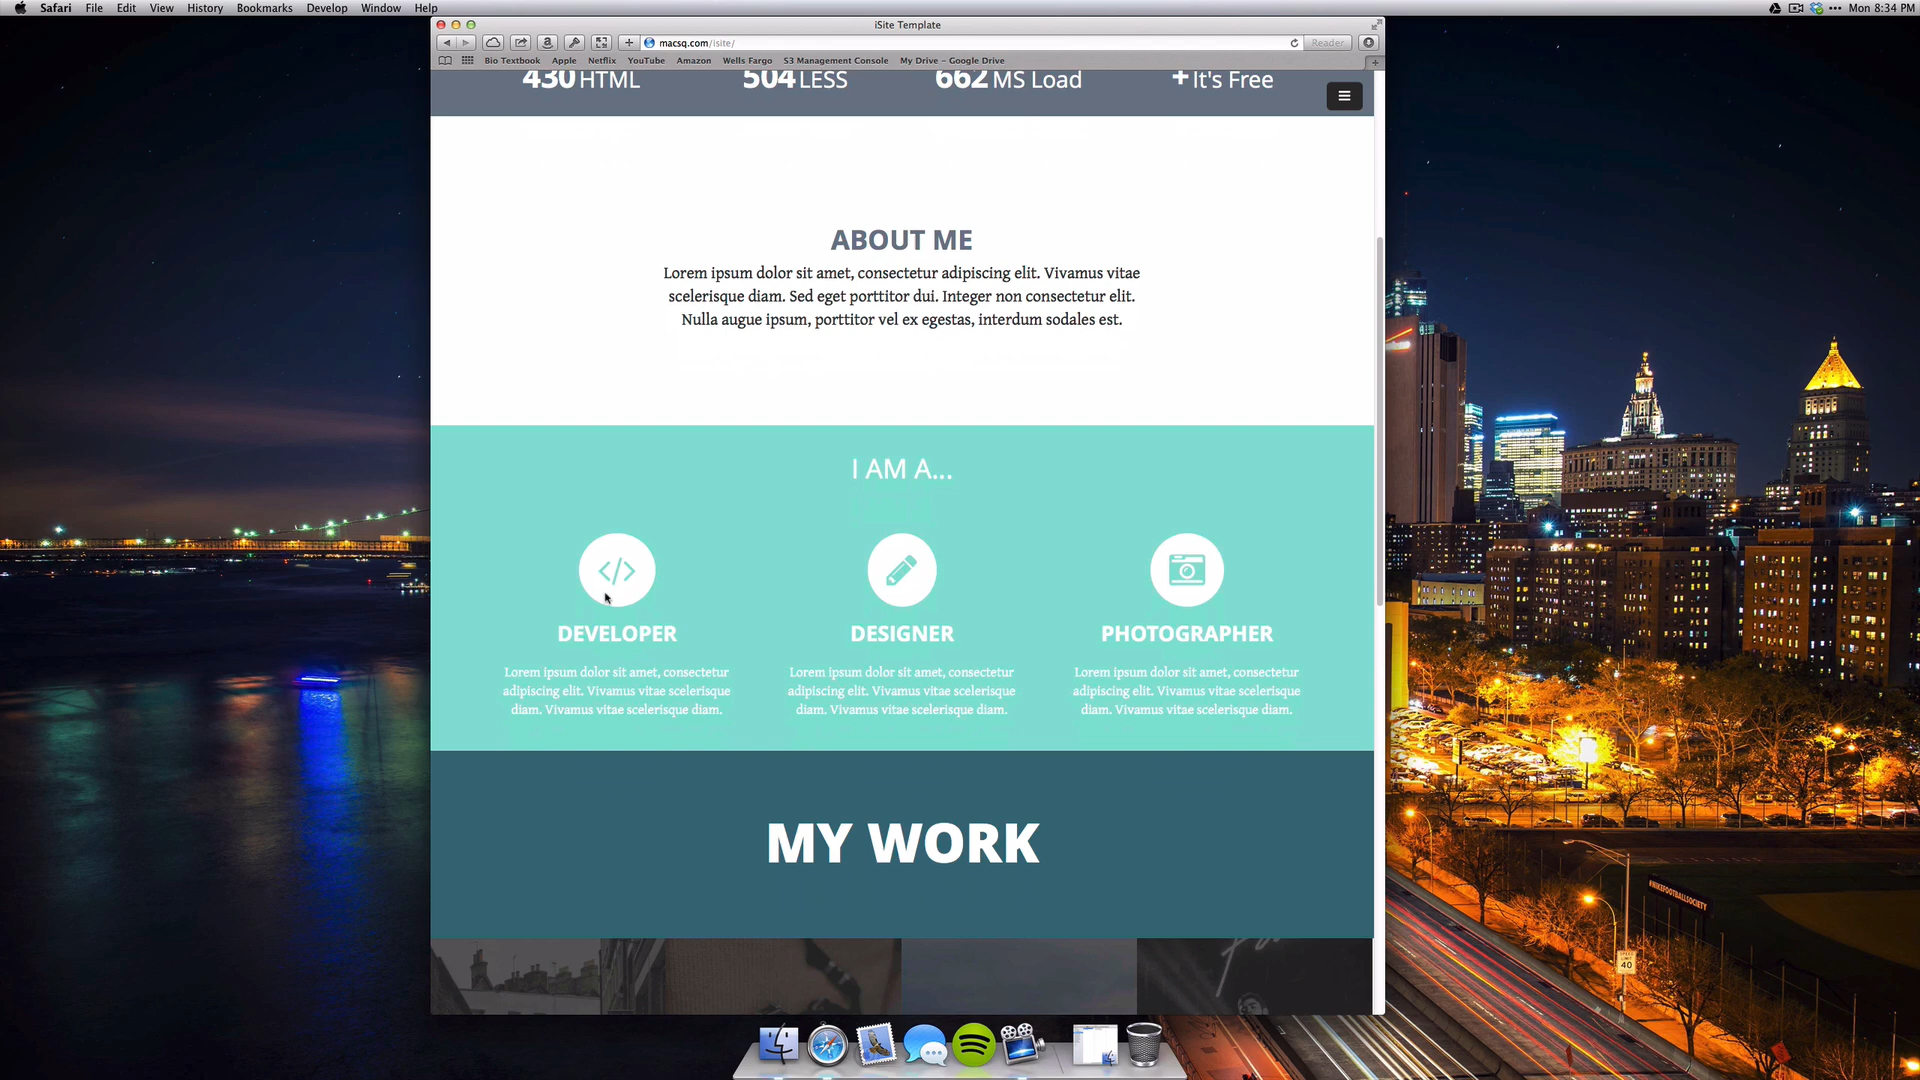 Safari File Edit View History Bookmarks Develop Window Help
Mon 8:34 PM
iSite Template
macsq.com/isite/
Reader
Bio Textbook Apple Netflix YouTube Amazon Wells Fargo S3 Management Console My Drive – Google Drive
430 HTML 504 LESS 662 MS Load + It's Free
ABOUT ME
Lorem ipsum dolor sit amet, consectetur adipiscing elit. Vivamus vitae
scelerisque diam. Sed eget porttitor dui. Integer non consectetur elit.
Nulla augue ipsum, porttitor vel ex egestas, interdum sodales est.
I AM A...
DEVELOPER
Lorem ipsum dolor sit amet, consectetur
adipiscing elit. Vivamus vitae scelerisque
diam. Vivamus vitae scelerisque diam.
DESIGNER
Lorem ipsum dolor sit amet, consectetur
adipiscing elit. Vivamus vitae scelerisque
diam. Vivamus vitae scelerisque diam.
PHOTOGRAPHER
Lorem ipsum dolor sit amet, consectetur
adipiscing elit. Vivamus vitae scelerisque
diam. Vivamus vitae scelerisque diam.
MY WORK
#NIKEFOOTBALLSOCIETY
SPEED
LIMIT
40